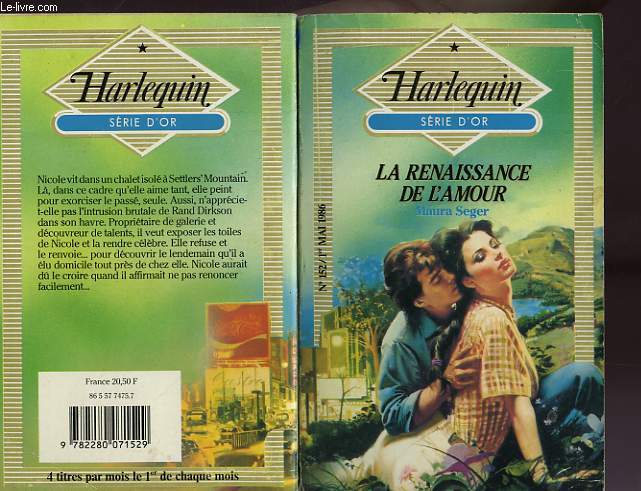 Le-livre.com
Harlequin
SÉRIE D'OR
Nicole vit dans un chalet isolé à Settlers' Mountain.
Là, dans ce cadre qu'elle aime tant, elle peint
pour exorciser le passé, seule. Aussi, n'apprécie-
t-elle pas l'intrusion brutale de Rand Dirkson
dans son havre. Propriétaire de galerie et
découvreur de talents, il veut exposer les toiles
de Nicole et la rendre célèbre. Elle refuse et
le renvoie... pour découvrir le lendemain qu'il a
élu domicile tout près de chez elle. Nicole aurait
dû le croire quand il affirmait ne pas renoncer
facilement...
France 20,50 F
86 5 57 7475.7
9 782280 071529
4 titres par mois le 1er de chaque mois
N° 152 / 1er MAI 1986
Harlequin
SÉRIE D'OR
LA RENAISSANCE
DE L'AMOUR
Maura Seger